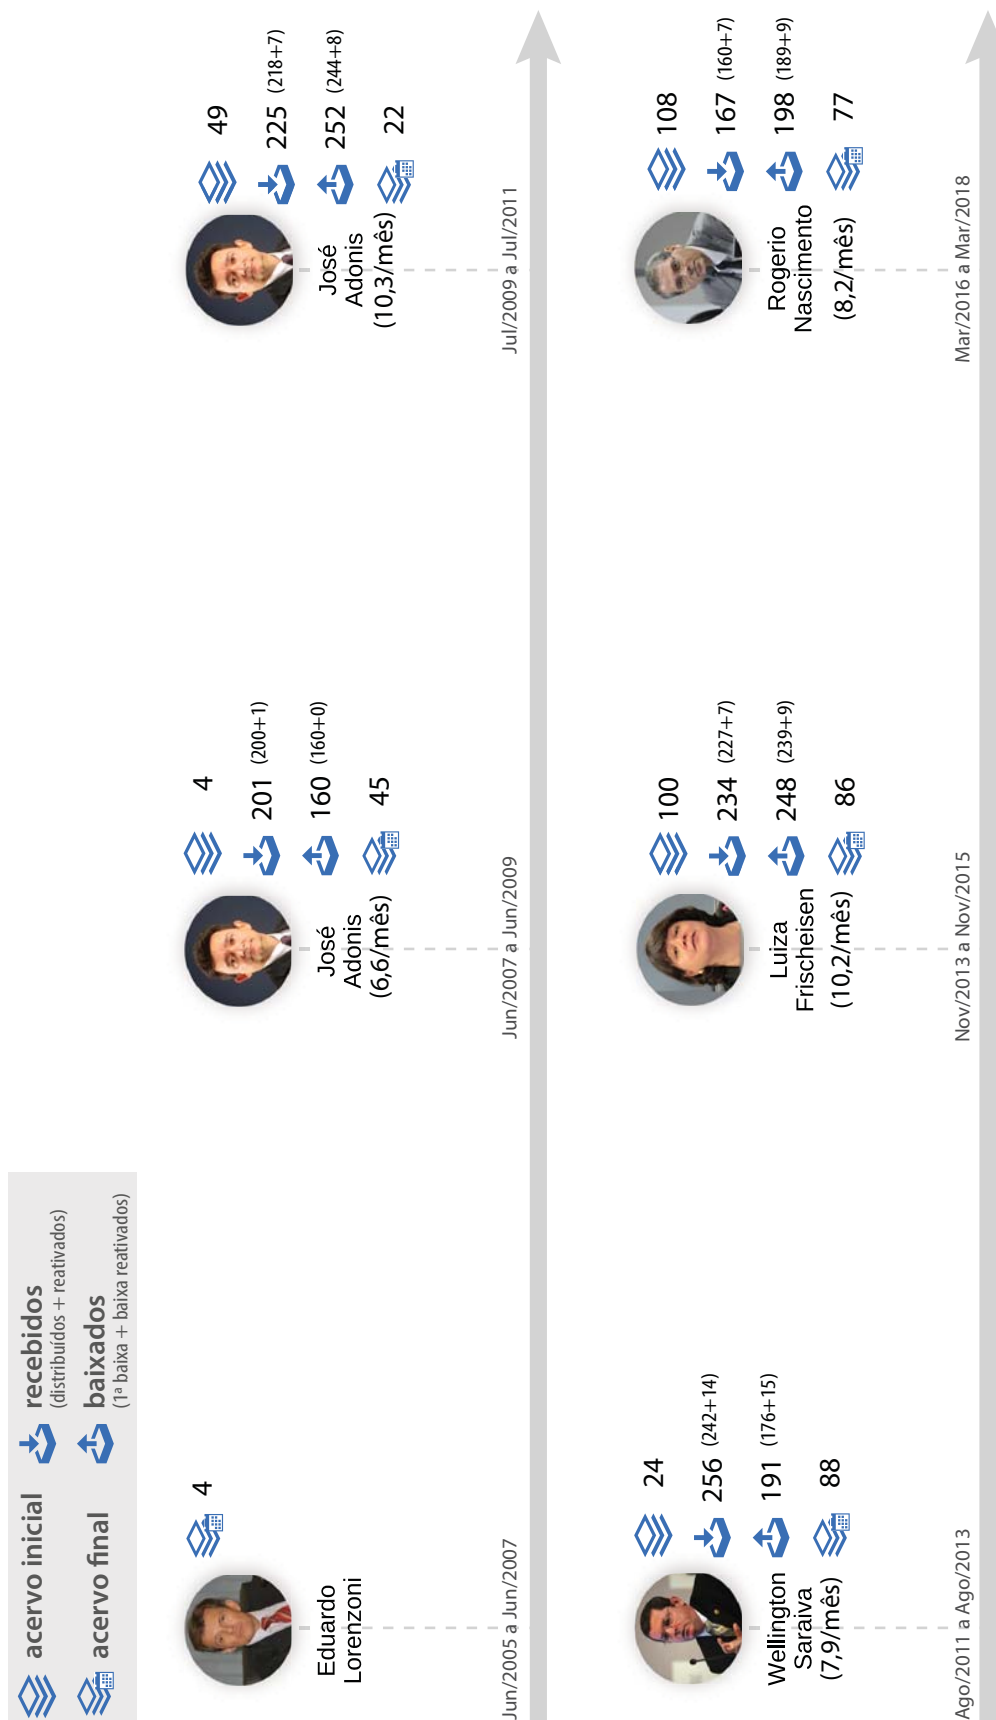 acervo inicial
recebidos
(distribuídos + reativados)
acervo final
baixados
(1ª baixa + baixa reativados)
4
Eduardo
Lorenzoni
Jun/2005 a Jun/2007
4
201 (200+1)
160 (160+0)
45
José
Adonis
(6,6/mês)
Jun/2007 a Jun/2009
49
225 (218+7)
252 (244+8)
22
José
Adonis
(10,3/mês)
Jul/2009 a Jul/2011
24
256 (242+14)
191 (176+15)
88
Wellington
Saraiva
(7,9/mês)
Ago/2011 a Ago/2013
100
234 (227+7)
248 (239+9)
86
Luiza
Frischeisen
(10,2/mês)
Nov/2013 a Nov/2015
108
167 (160+7)
198 (189+9)
77
Rogerio
Nascimento
(8,2/mês)
Mar/2016 a Mar/2018